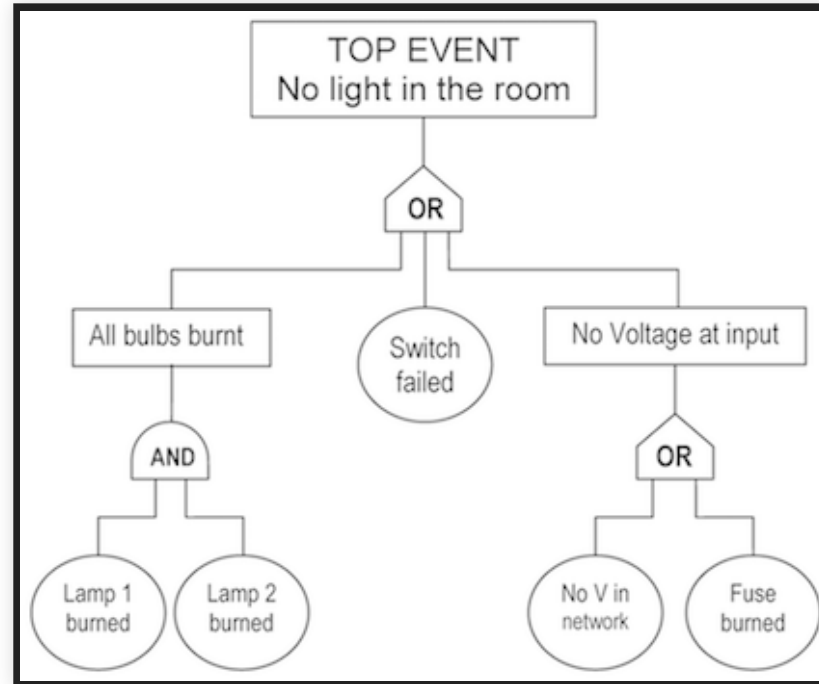 TOP EVENT
No light in the room
OR
All bulbs burnt
Switch
failed
No Voltage at input
AND
OR
Lamp 1
burned
Lamp 2
burned
No V in
network
Fuse
burned